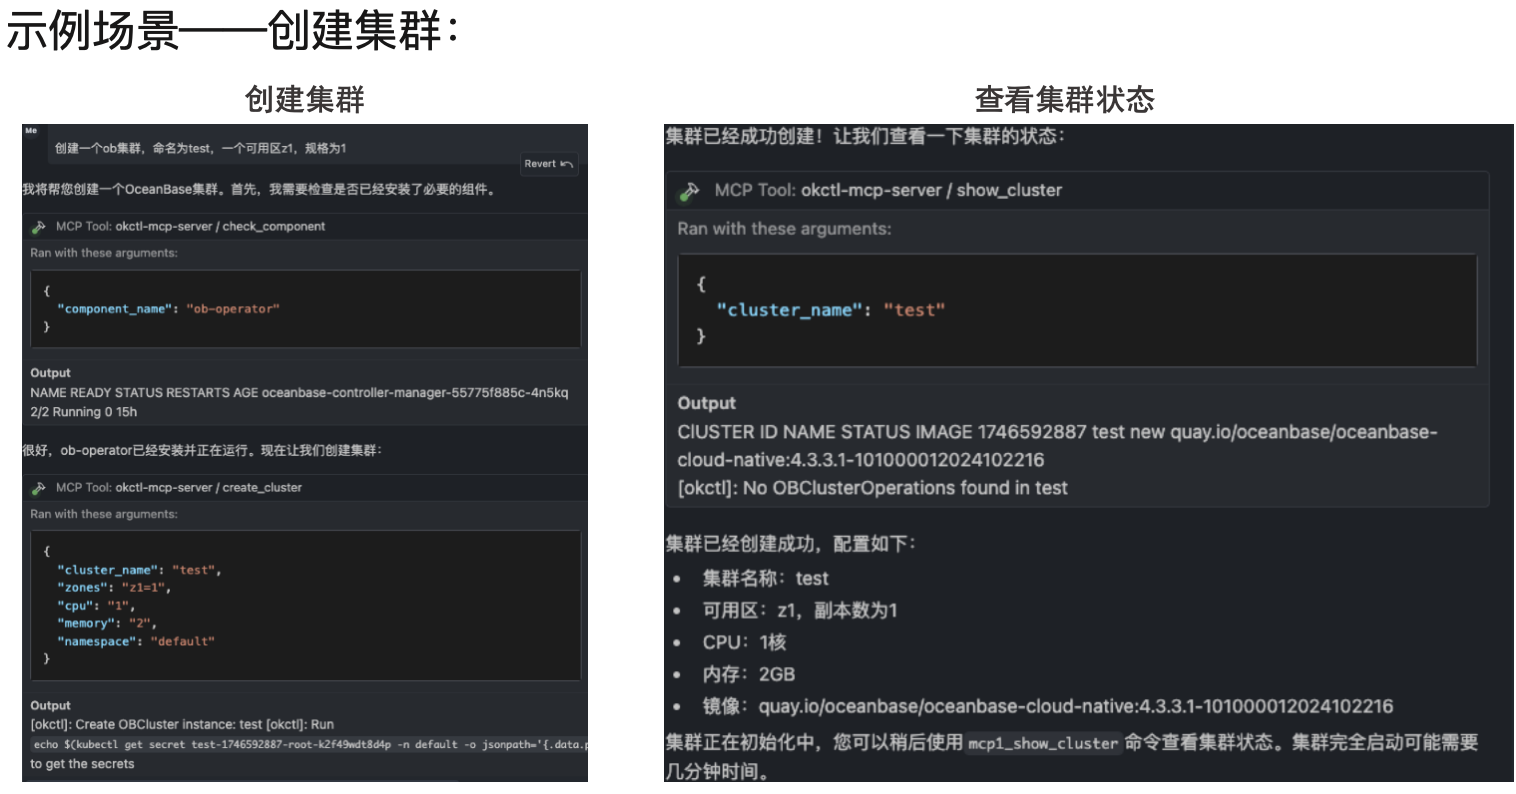 示例场景——创建集群：
创建集群
Me
创建一个ob集群，命名为test，一个可用区z1，规格为1
Revert
我将帮您创建一个OceanBase集群。首先，我需要检查是否已经安装了必要的组件。
MCP Tool: okctl-mcp-server / check_component
Ran with these arguments:
{
"component_name": "ob-operator"
}
Output
NAME READY STATUS RESTARTS AGE oceanbase-controller-manager-55775f885c-4n5kq
2/2 Running 0 15h
很好，ob-operator已经安装并正在运行。现在让我们创建集群：
MCP Tool: okctl-mcp-server / create_cluster
Ran with these arguments:
{
"cluster_name": "test",
"zones": "z1=1",
"cpu": "1",
"memory": "2",
"namespace": "default"
}
Output
[okctl]: Create OBCluster instance: test [okctl]: Run
echo $(kubectl get secret test-1746592887-root-k2f49wdt8d4p -n default -o jsonpath='{.data.p
to get the secrets
查看集群状态
集群已经成功创建！让我们查看一下集群的状态：
MCP Tool: okctl-mcp-server / show_cluster
Ran with these arguments:
{
"cluster_name": "test"
}
Output
ClUSTER ID NAME STATUS IMAGE 1746592887 test new quay.io/oceanbase/oceanbase-
cloud-native:4.3.3.1-101000012024102216
[okctl]: No OBClusterOperations found in test
集群已经创建成功，配置如下：
• 集群名称：test
• 可用区：z1，副本数为1
• CPU：1核
• 内存：2GB
• 镜像：quay.io/oceanbase/oceanbase-cloud-native:4.3.3.1-101000012024102216
集群正在初始化中，您可以稍后使用 mcp1_show_cluster 命令查看集群状态。集群完全启动可能需要
几分钟时间。